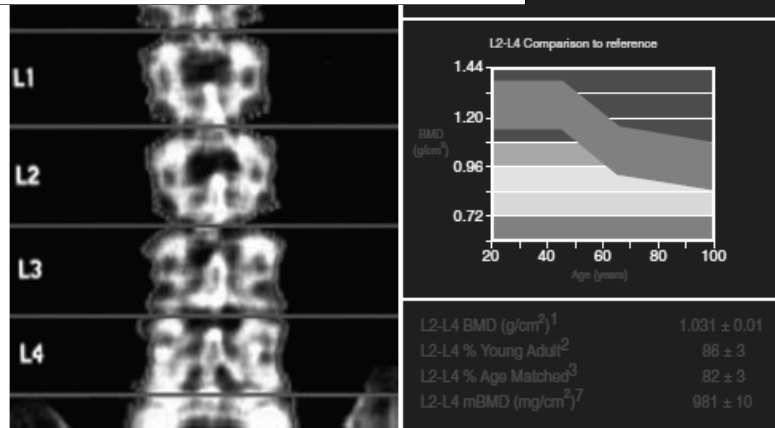 L1
L2
L3
L4
L2-L4 Comparison to reference
1.44
1.20
0.96
0.72
BMD
(g/cm²)
20 40 60 80 100
Age (years)
L2-L4 BMD (g/cm²)¹ 1.031 ± 0.01
L2-L4 % Young Adult² 86 ± 3
L2-L4 % Age Matched³ 82 ± 3
L2-L4 mBMD (mg/cm²)⁷ 981 ± 10